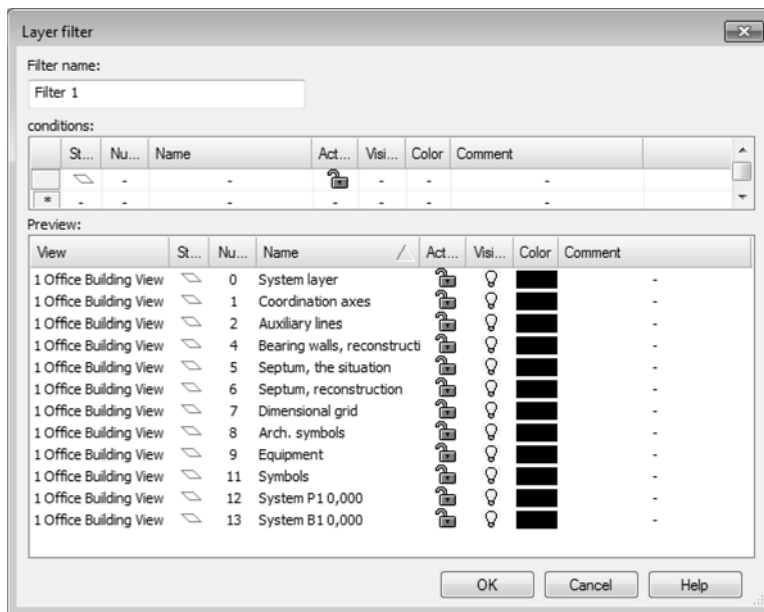 Layer filter
Filter name:
Filter 1
conditions:
St... Nu... Name Act... Visi... Color Comment
- - - - -
* - - - - - - -
Preview:
View St... Nu... Name Act... Visi... Color Comment
1 Office Building View 0 System layer -
1 Office Building View 1 Coordination axes -
1 Office Building View 2 Auxiliary lines -
1 Office Building View 4 Bearing walls, reconstructi -
1 Office Building View 5 Septum, the situation -
1 Office Building View 6 Septum, reconstruction -
1 Office Building View 7 Dimensional grid -
1 Office Building View 8 Arch. symbols -
1 Office Building View 9 Equipment -
1 Office Building View 11 Symbols -
1 Office Building View 12 System P1 0,000 -
1 Office Building View 13 System B1 0,000 -
OK Cancel Help